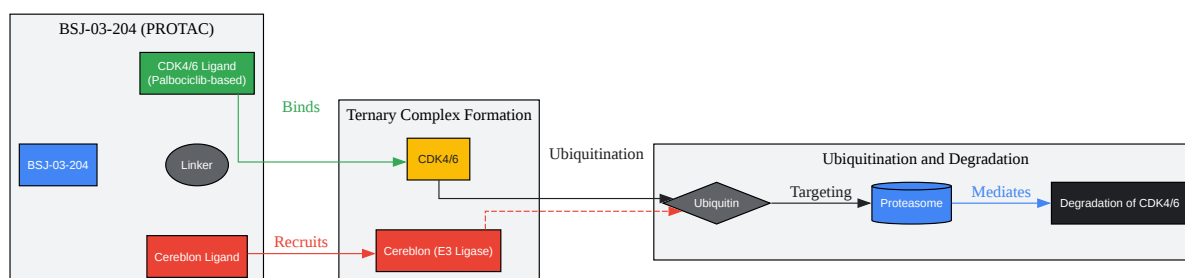 BSJ-03-204 (PROTAC)
CDK4/6 Ligand
(Palbociclib-based)
BSJ-03-204
Linker
Cereblon Ligand
Binds
Recruits
Ternary Complex Formation
CDK4/6
Cereblon (E3 Ligase)
Ubiquitination
Ubiquitination and Degradation
Ubiquitin
Targeting
Proteasome
Mediates
Degradation of CDK4/6